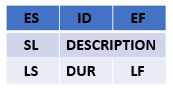 ES ID EF
SL DESCRIPTION
LS DUR LF